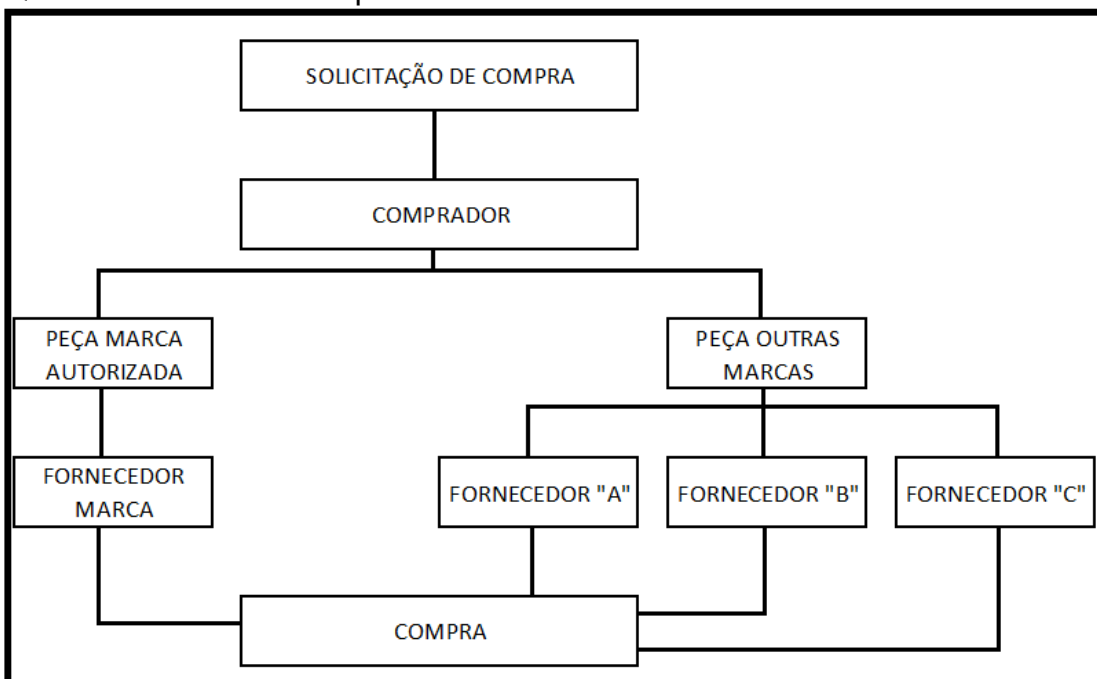 SOLICITAÇÃO DE COMPRA
COMPRADOR
PEÇA MARCA
AUTORIZADA
PEÇA OUTRAS
MARCAS
FORNECEDOR
MARCA
FORNECEDOR "A"
FORNECEDOR "B"
FORNECEDOR "C"
COMPRA